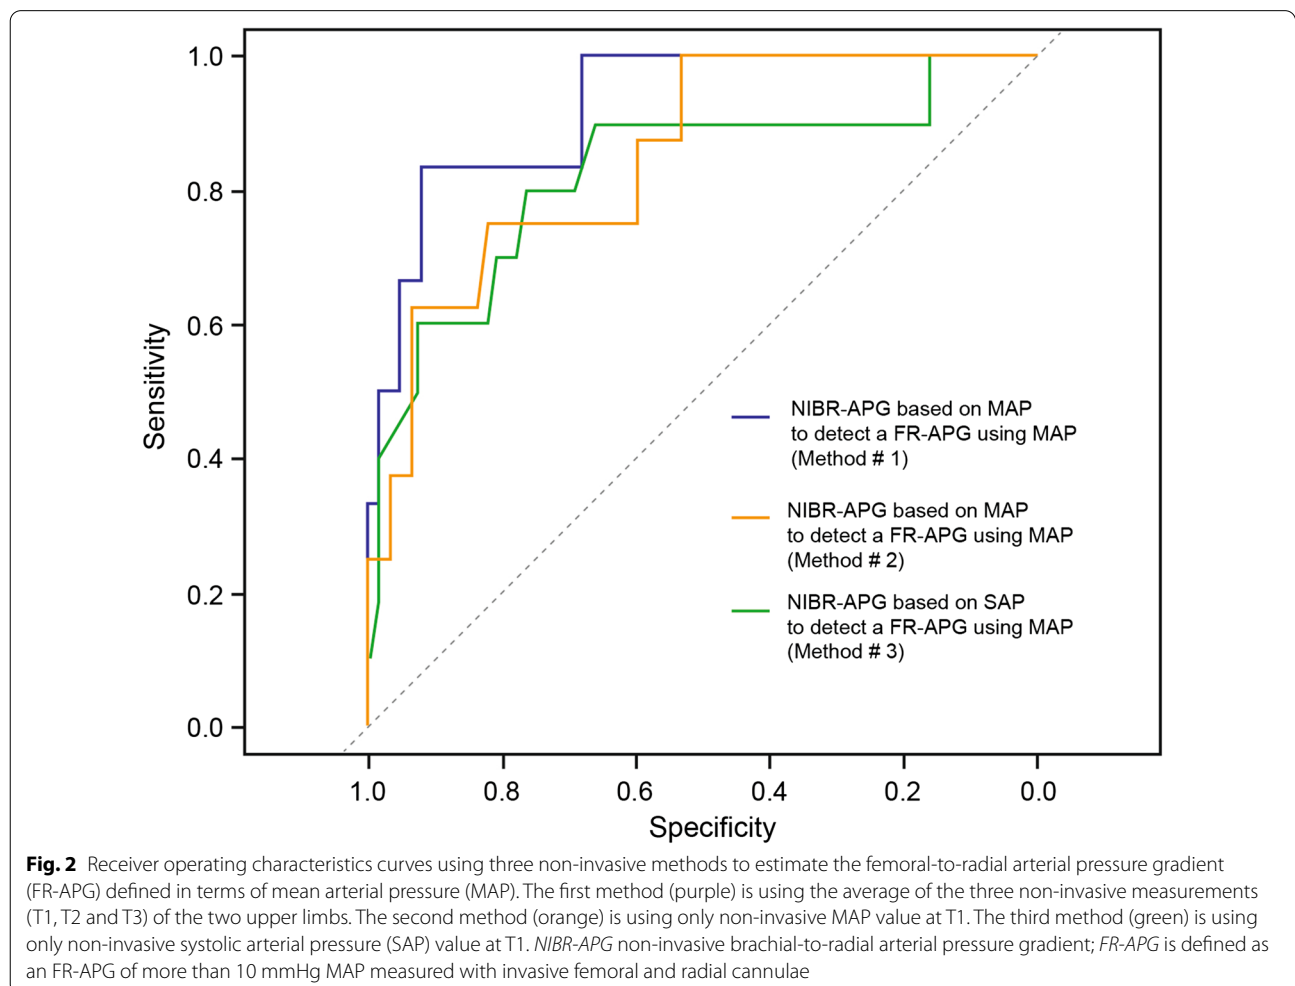 1.0
0.8
0.6
0.4
0.2
0.0
Sensitivity
NIBR-APG based on MAP
to detect a FR-APG using MAP
(Method # 1)
NIBR-APG based on MAP
to detect a FR-APG using MAP
(Method # 2)
NIBR-APG based on SAP
to detect a FR-APG using MAP
(Method # 3)
1.0 0.8 0.6 0.4 0.2 0.0
Specificity
Fig. 2 Receiver operating characteristics curves using three non-invasive methods to estimate the femoral-to-radial arterial pressure gradient
(FR-APG) defined in terms of mean arterial pressure (MAP). The first method (purple) is using the average of the three non-invasive measurements
(T1, T2 and T3) of the two upper limbs. The second method (orange) is using only non-invasive MAP value at T1. The third method (green) is using
only non-invasive systolic arterial pressure (SAP) value at T1. NIBR-APG non-invasive brachial-to-radial arterial pressure gradient; FR-APG is defined as
an FR-APG of more than 10 mmHg MAP measured with invasive femoral and radial cannulae